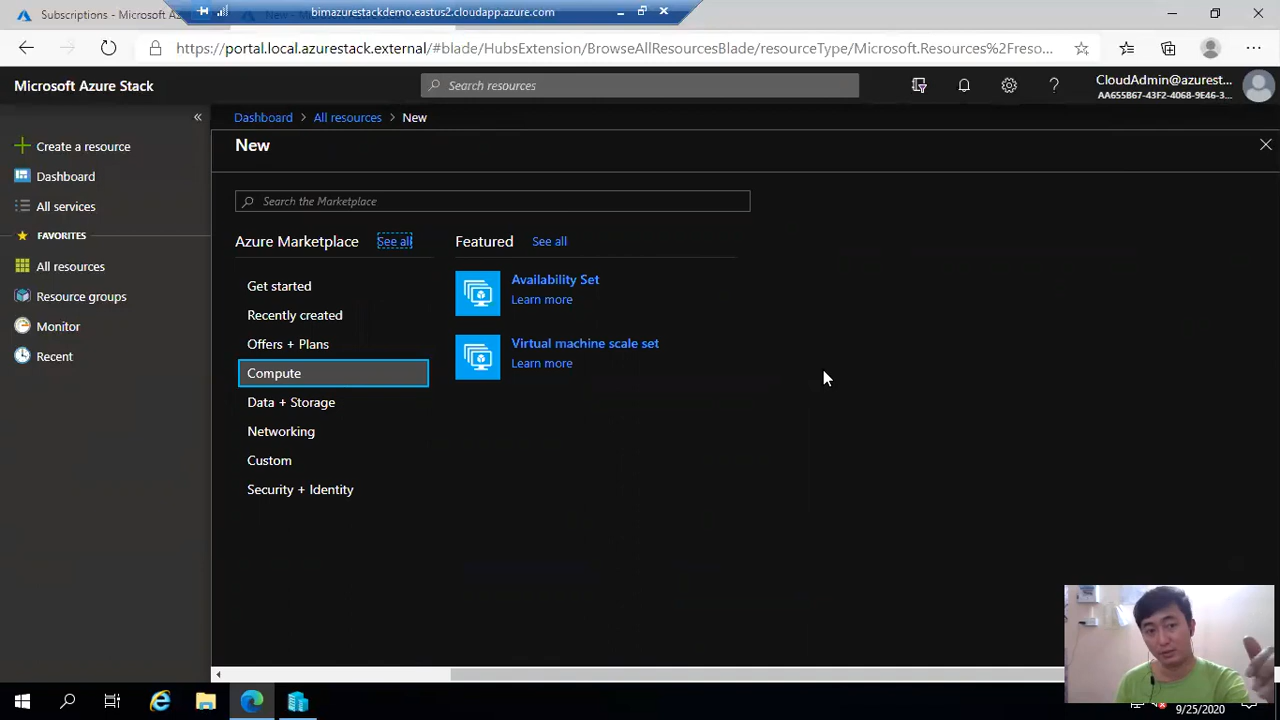 Subscriptions - Microsoft Az
New - Microsoft Az
bimazurestackdemo.eastus2.cloudapp.azure.com
https://portal.local.azurestack.external/#blade/HubsExtension/BrowseAllResourcesBlade/resourceType/Microsoft.Resources%2Freso...
Microsoft Azure Stack
Search resources
CloudAdmin@azurest...
AA655B67-43F2-4068-9E46-3...
Dashboard > All resources > New
Create a resource
Dashboard
All services
FAVORITES
All resources
Resource groups
Monitor
Recent
New
Search the Marketplace
Azure Marketplace See all
Get started
Recently created
Offers + Plans
Compute
Data + Storage
Networking
Custom
Security + Identity
Featured See all
Availability Set
Learn more
Virtual machine scale set
Learn more
9/25/2020